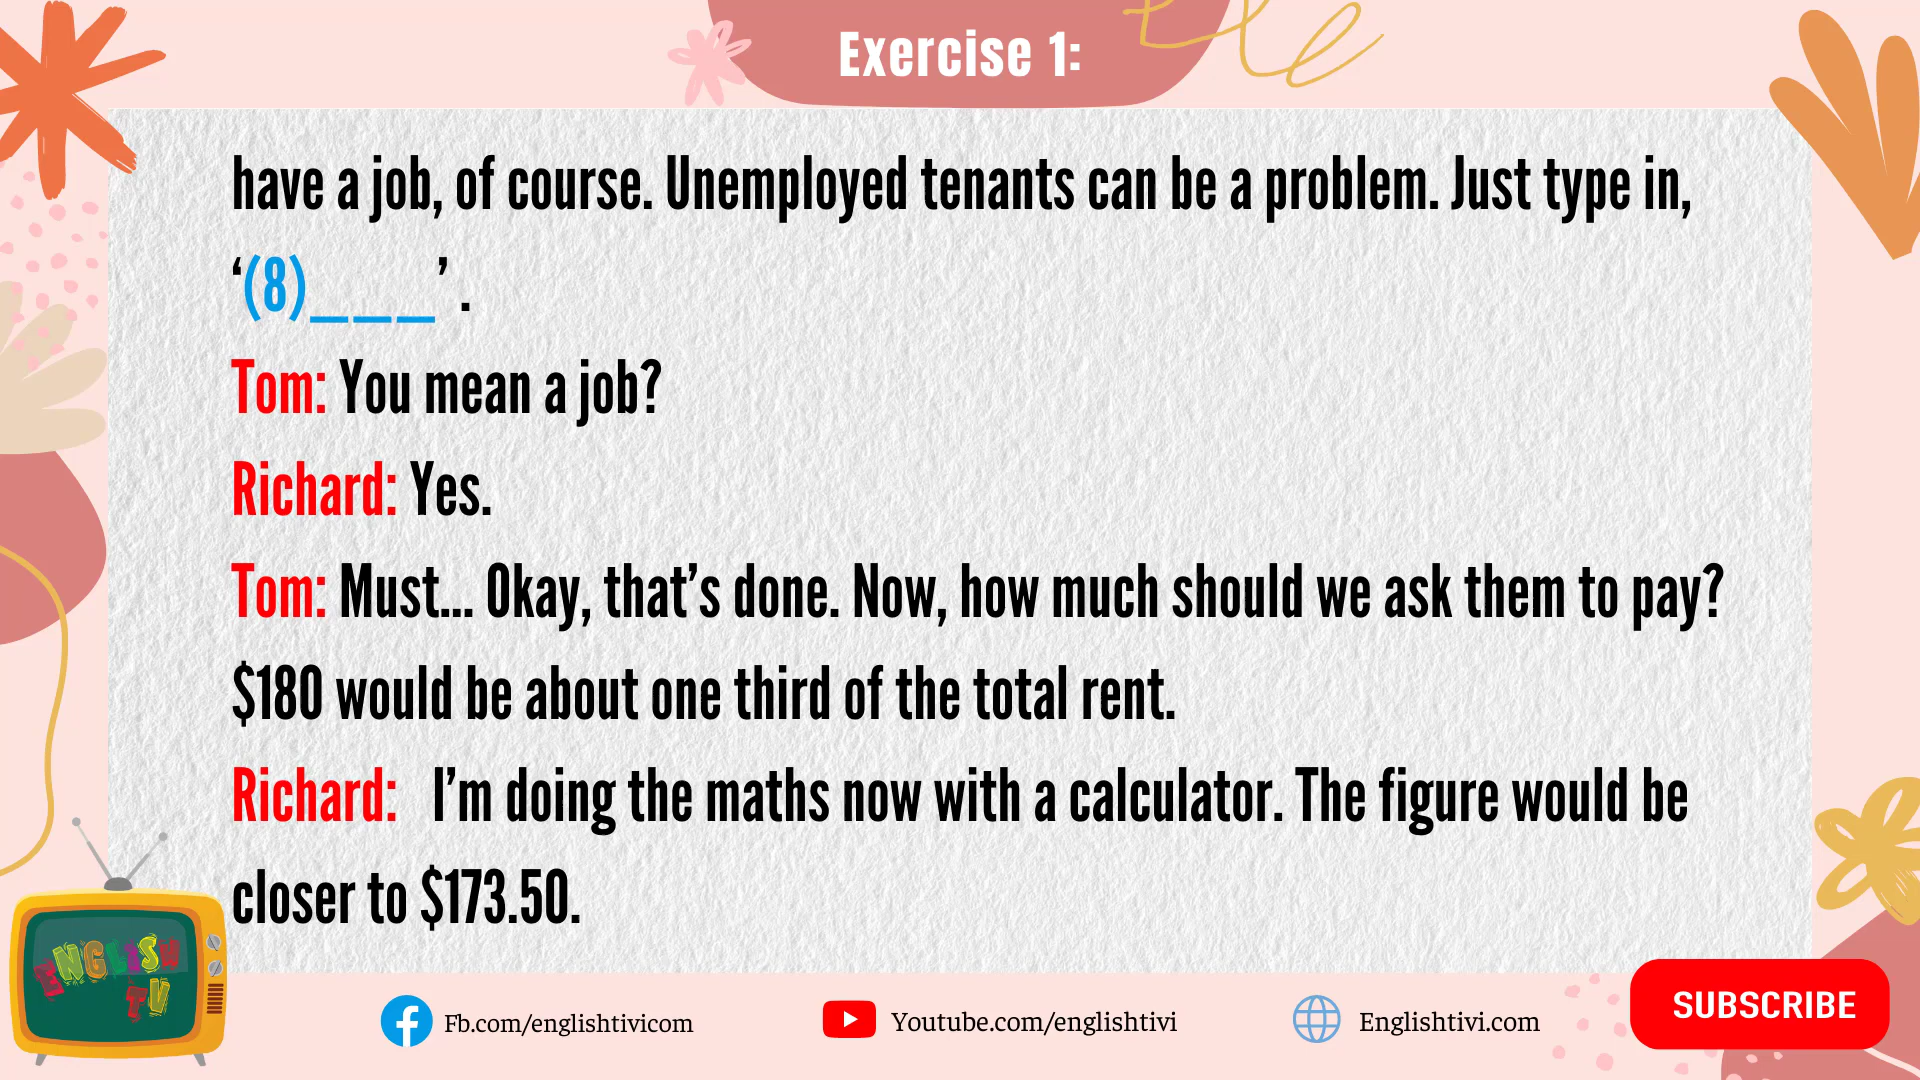 Exercise 1:
have a job, of course. Unemployed tenants can be a problem. Just type in,
‘(8)___’ .
Tom: You mean a job?
Richard: Yes.
Tom: Must... Okay, that’s done. Now, how much should we ask them to pay?
$180 would be about one third of the total rent.
Richard: I’m doing the maths now with a calculator. The figure would be
closer to $173.50.
ENGLISH
TV
Fb.com/englishtivicom
Youtube.com/englishtivi
Englishtivi.com
SUBSCRIBE